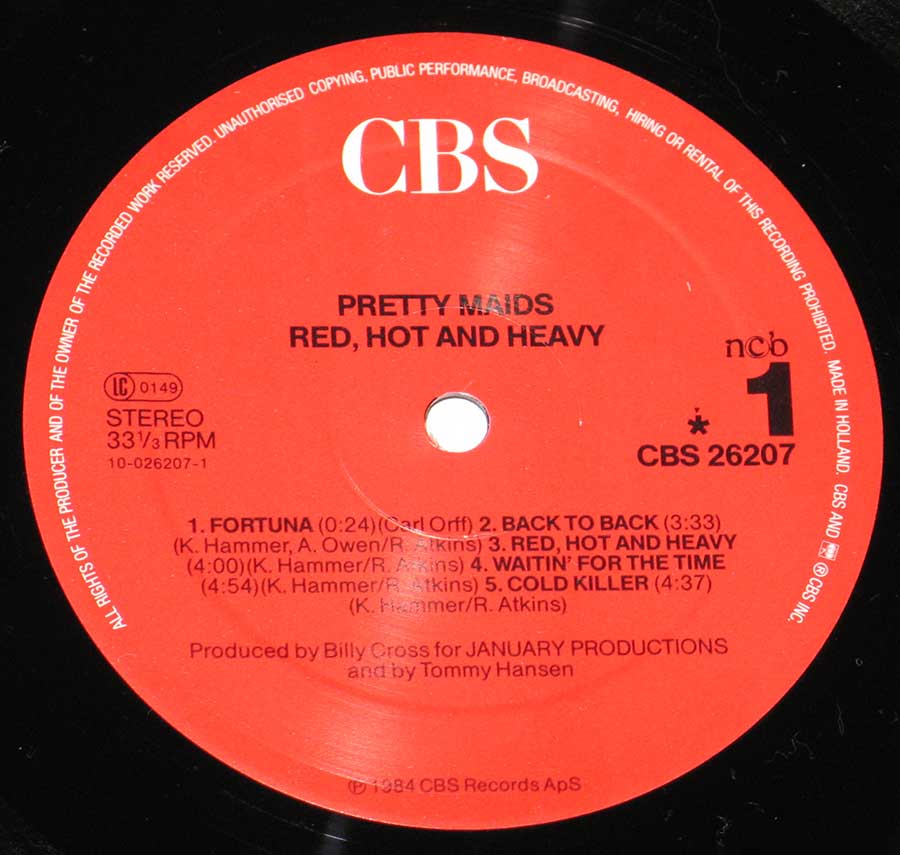 ALL RIGHTS OF THE PRODUCER AND OF THE OWNER OF THE RECORDED WORK RESERVED. UNAUTHORISED COPYING, PUBLIC PERFORMANCE, BROADCASTING, HIRING OR RENTAL OF THIS RECORDING PROHIBITED. MADE IN HOLLAND. CBS AND ℗ CBS INC.
CBS
PRETTY MAIDS
RED, HOT AND HEAVY
LC 0149
STEREO
33 1/3 RPM
10-026207-1
ncb
1
*
CBS 26207
1. FORTUNA (0:24)(Carl Orff) 2. BACK TO BACK (3:33)
(K. Hammer, A. Owen/R. Atkins) 3. RED, HOT AND HEAVY
(4:00)(K. Hammer/R. Atkins) 4. WAITIN' FOR THE TIME
(4:54)(K. Hammer/R. Atkins) 5. COLD KILLER (4:37)
(K. Hammer/R. Atkins)
Produced by Billy Cross for JANUARY PRODUCTIONS
and by Tommy Hansen
℗ 1984 CBS Records ApS